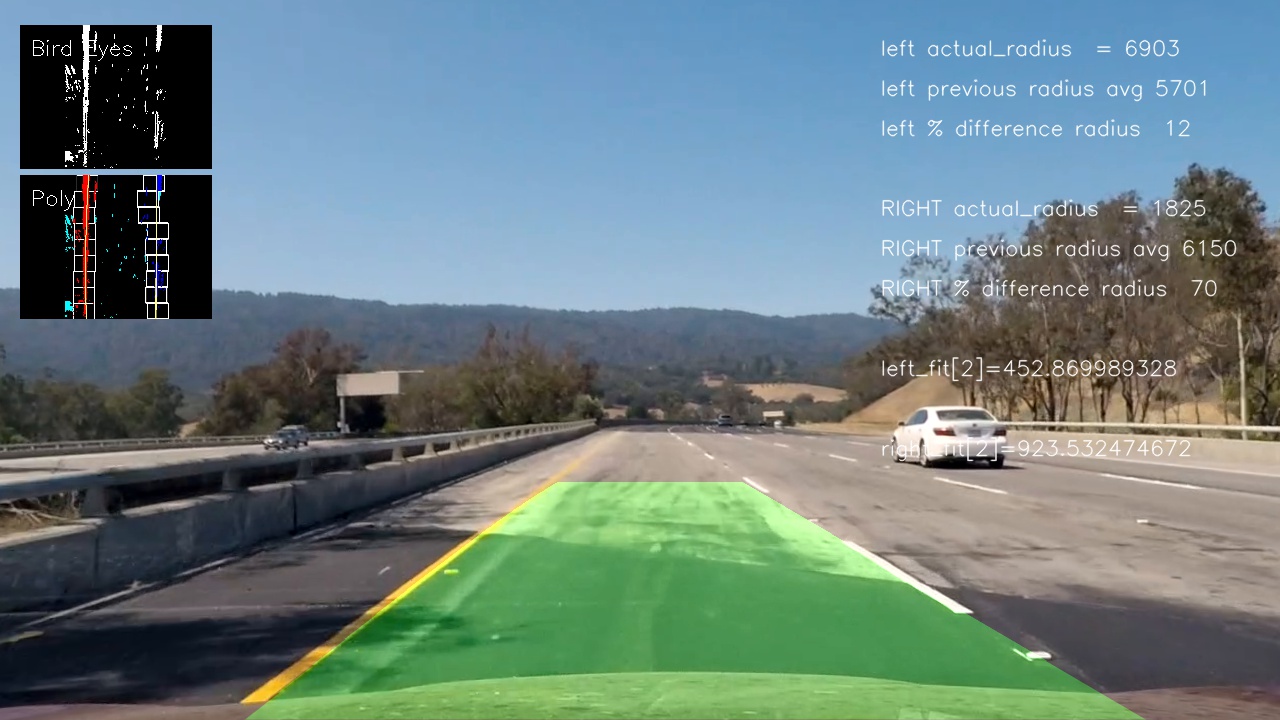 Bird Eyes
Poly
left actual_radius = 6903
left previous radius avg 5701
left % difference radius 12
RIGHT actual_radius = 1825
RIGHT previous radius avg 6150
RIGHT % difference radius 70
left_fit[2]=452.869989328
right_fit[2]=923.532474672